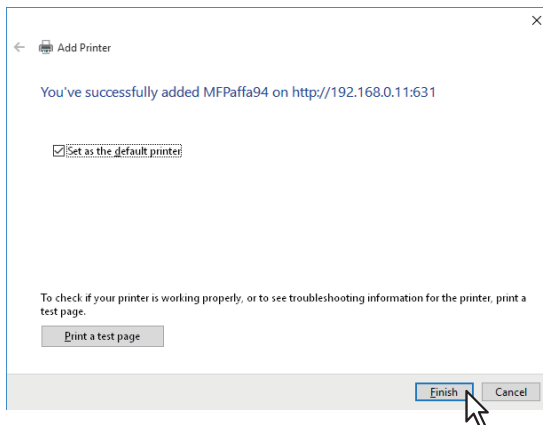 Add Printer
You've successfully added MFPaffa94 on http://192.168.0.11:631
Set as the default printer
To check if your printer is working properly, or to see troubleshooting information for the printer, print a
test page.
Print a test page
Finish
Cancel